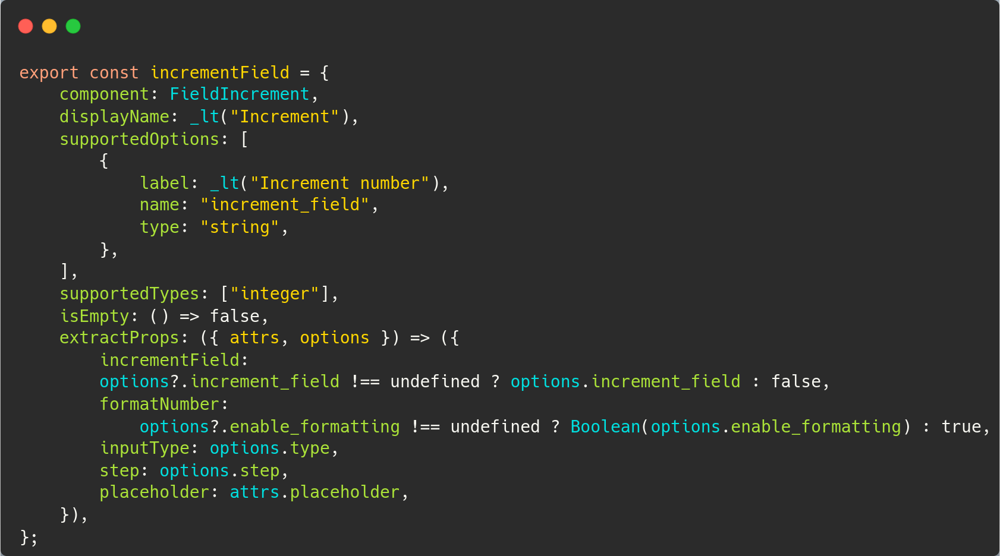 export const incrementField = {
    component: FieldIncrement,
    displayName: _lt("Increment"),
    supportedOptions: [
        {
            label: _lt("Increment number"),
            name: "increment_field",
            type: "string",
        },
    ],
    supportedTypes: ["integer"],
    isEmpty: () => false,
    extractProps: ({ attrs, options }) => ({
        incrementField:
        options?.increment_field !== undefined ? options.increment_field : false,
        formatNumber:
            options?.enable_formatting !== undefined ? Boolean(options.enable_formatting) : true,
        inputType: options.type,
        step: options.step,
        placeholder: attrs.placeholder,
    }),
};